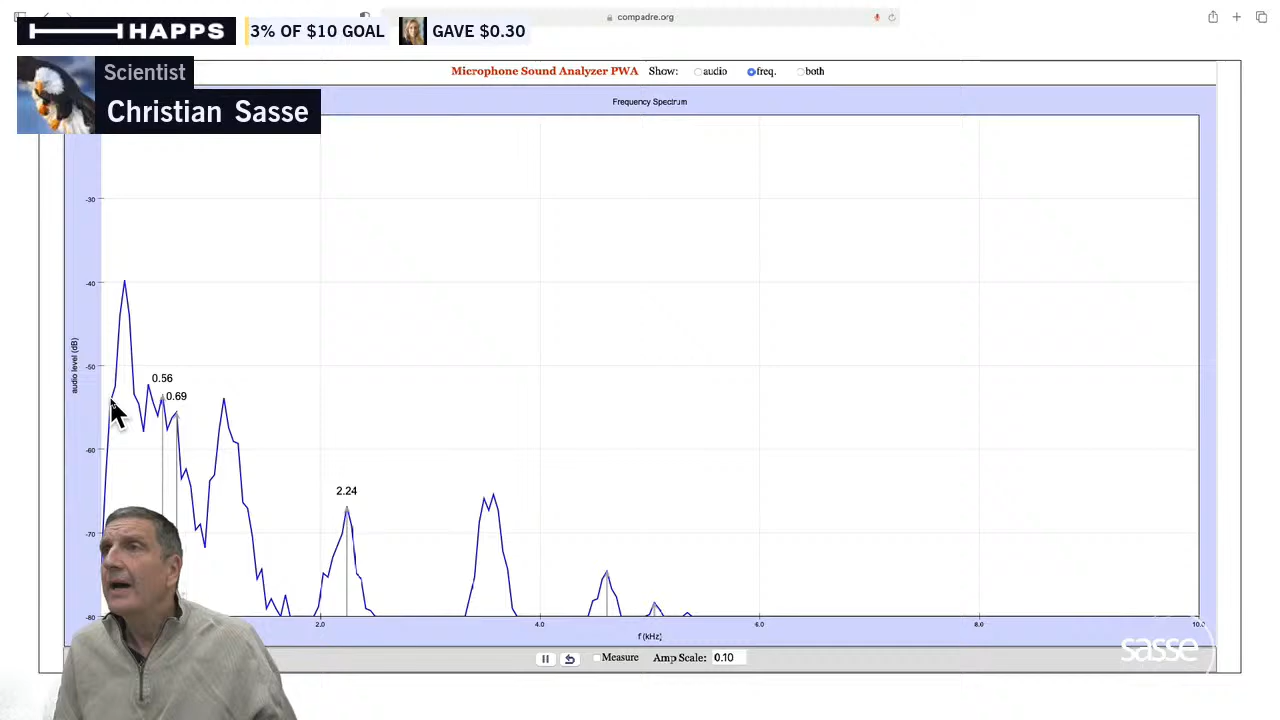 compadre.org
HAPPS
3% OF $10 GOAL
GAVE $0.30
Scientist
Christian Sasse
Microphone Sound Analyzer PWA Show: audio freq. both
Frequency Spectrum
-30
-40
-50
-60
-70
-80
audio level (dB)
0.56
0.69
2.24
2.0
4.0
6.0
8.0
10.0
f (kHz)
Measure Amp Scale: 0.10
sasse